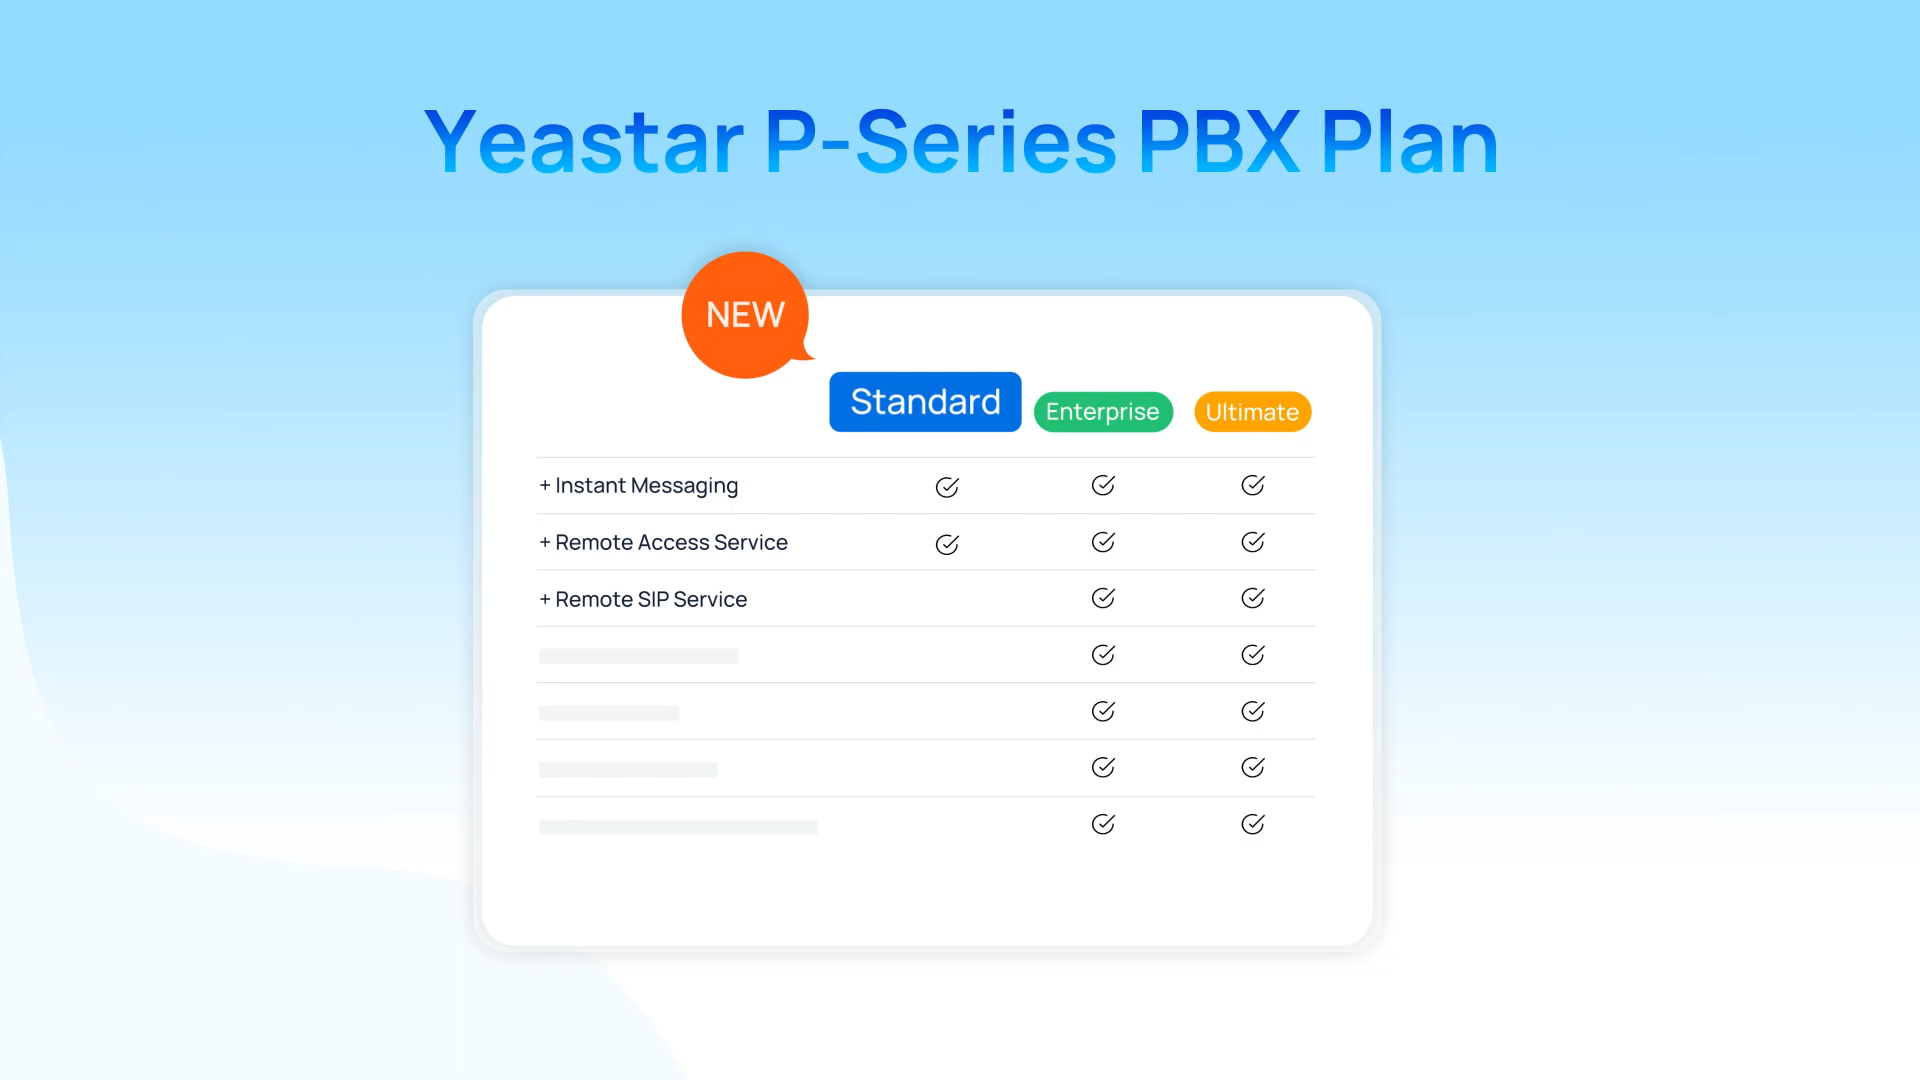 Yeastar P-Series PBX Plan
NEW
Standard Enterprise Ultimate
+ Instant Messaging
+ Remote Access Service
+ Remote SIP Service